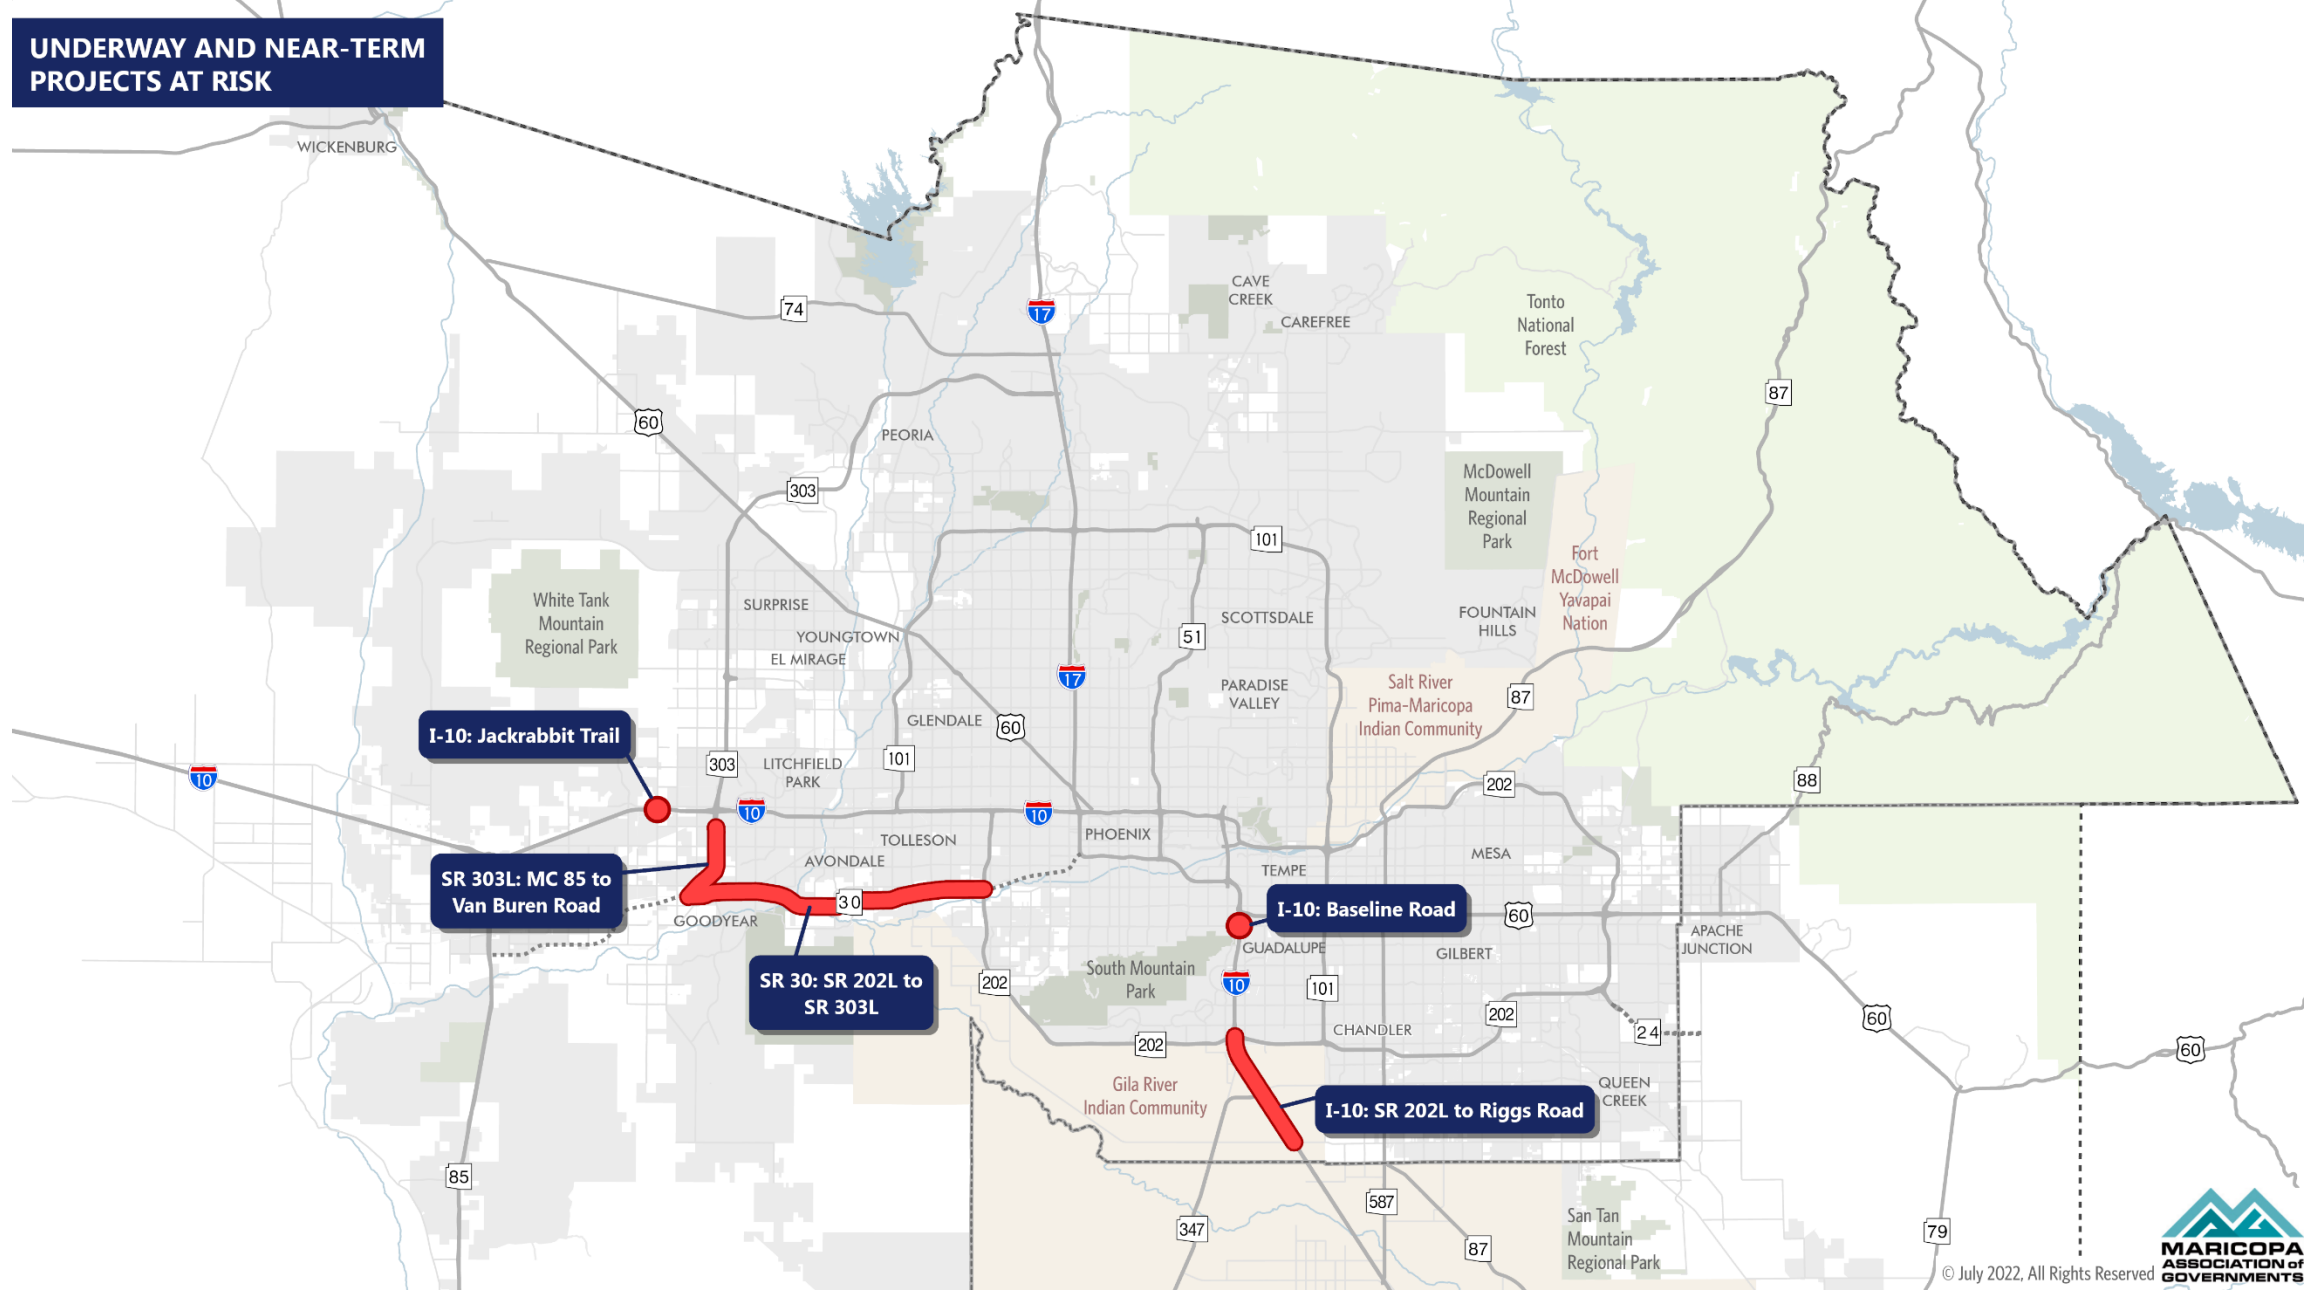 UNDERWAY AND NEAR-TERM
PROJECTS AT RISK
WICKENBURG
CAVE
CREEK
CAREFREE
74
17
Tonto
National
Forest
87
60
PEORIA
303
McDowell
Mountain
Regional
Park
101
Fort
McDowell
Yavapai
Nation
White Tank
Mountain
Regional Park
SURPRISE
YOUNGTOWN
EL MIRAGE
51
SCOTTSDALE
FOUNTAIN
HILLS
17
PARADISE
VALLEY
Salt River
Pima-Maricopa
Indian Community
87
GLENDALE
60
I-10: Jackrabbit Trail
10
303
LITCHFIELD
PARK
101
202
88
10
10
TOLLESON
PHOENIX
AVONDALE
MESA
TEMPE
SR 303L: MC 85 to
Van Buren Road
30
GOODYEAR
I-10: Baseline Road
60
GUADALUPE
GILBERT
APACHE
JUNCTION
SR 30: SR 202L to
SR 303L
202
South Mountain
Park
10
101
202
24
60
CHANDLER
202
60
Gila River
Indian Community
I-10: SR 202L to Riggs Road
QUEEN
CREEK
85
347
587
87
San Tan
Mountain
Regional Park
79
© July 2022, All Rights Reserved
MARICOPA
ASSOCIATION of
GOVERNMENTS